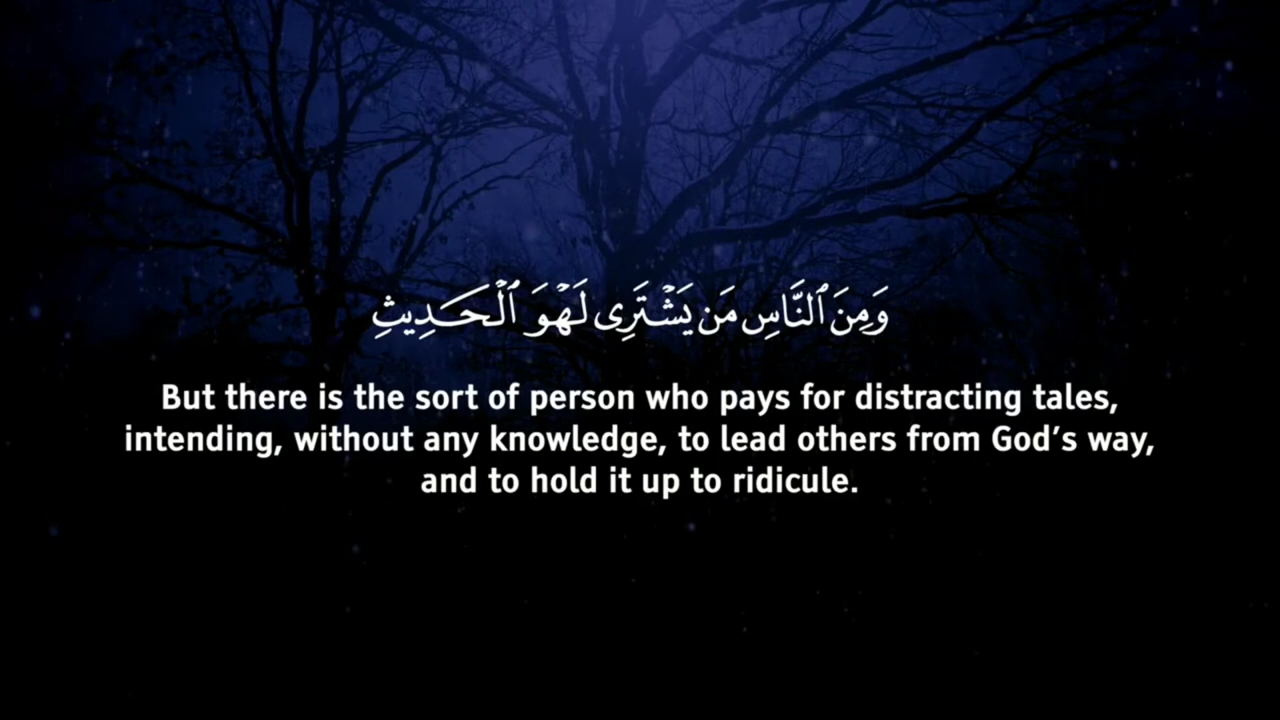 وَمِنَ ٱلنَّاسِ مَن يَشْتَرِى لَهْوَ ٱلْحَدِيثِ
But there is the sort of person who pays for distracting tales,
intending, without any knowledge, to lead others from God’s way,
and to hold it up to ridicule.